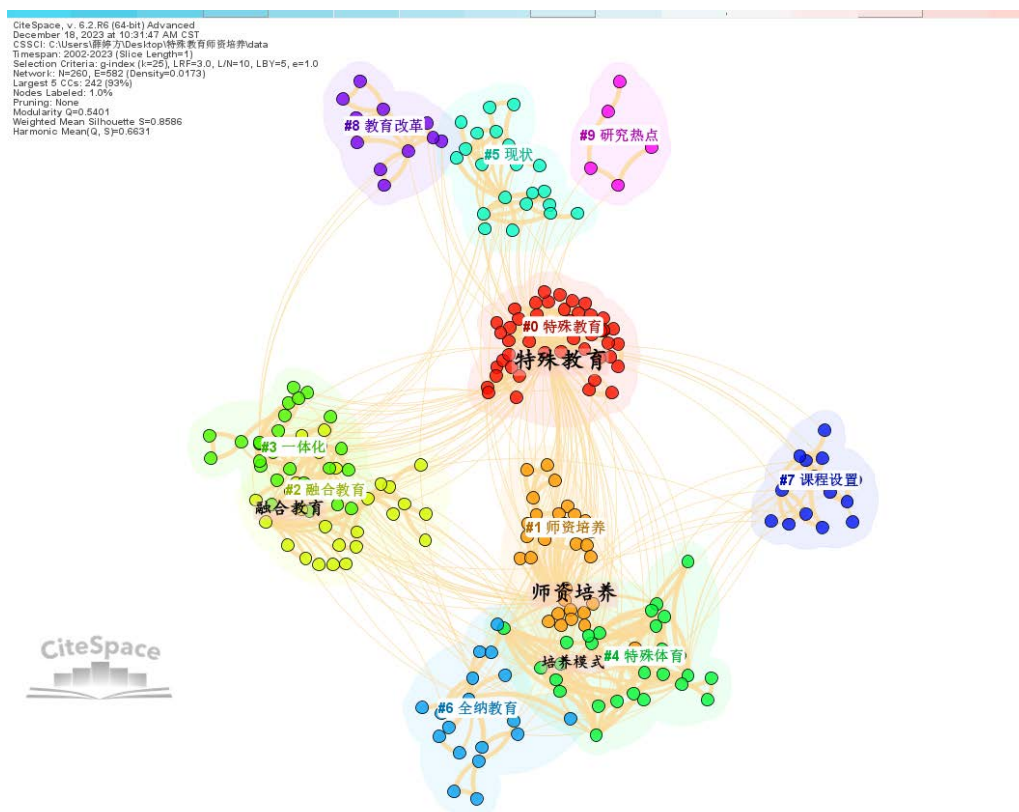 CiteSpace, v. 6.2.R6 (64-bit) Advanced
December 18, 2023 at 10:31:47 AM CST
CSSCI: C:\Users\薛婷方\Desktop\特殊教育师资培养\data
Timespan: 2002-2023 (Slice Length=1)
Selection Criteria: g-index (k=25), LRF=3.0, L/N=10, LBY=5, e=1.0
Network: N=260, E=582 (Density=0.0173)
Largest 5 CCs: 242 (93%)
Nodes Labeled: 1.0%
Pruning: None
Modularity Q=0.5401
Weighted Mean Silhouette S=0.8586
Harmonic Mean(Q, S)=0.6631
#8 教育改革
#9 研究热点
#5 现状
#0 特殊教育
特殊教育
#3 一体化
#2 融合教育
融合教育
#7 课程设置
#1 师资培养
师资培养
培养模式
#4 特殊体育
#6 全纳教育
CiteSpace